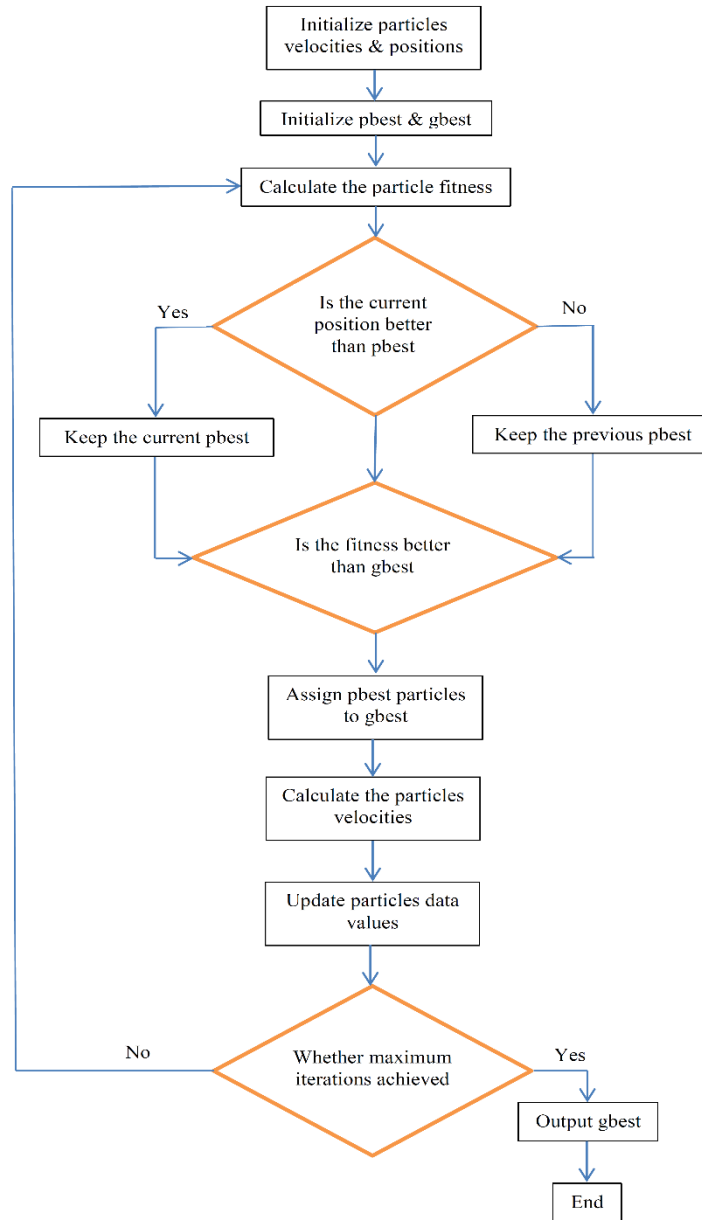 Initialize particles
velocities & positions
Initialize pbest & gbest
Calculate the particle fitness
Is the current
position better
than pbest
Yes
No
Keep the current pbest
Keep the previous pbest
Is the fitness better
than gbest
Assign pbest particles
to gbest
Calculate the particles
velocities
Update particles data
values
Whether maximum
iterations achieved
No
Yes
Output gbest
End